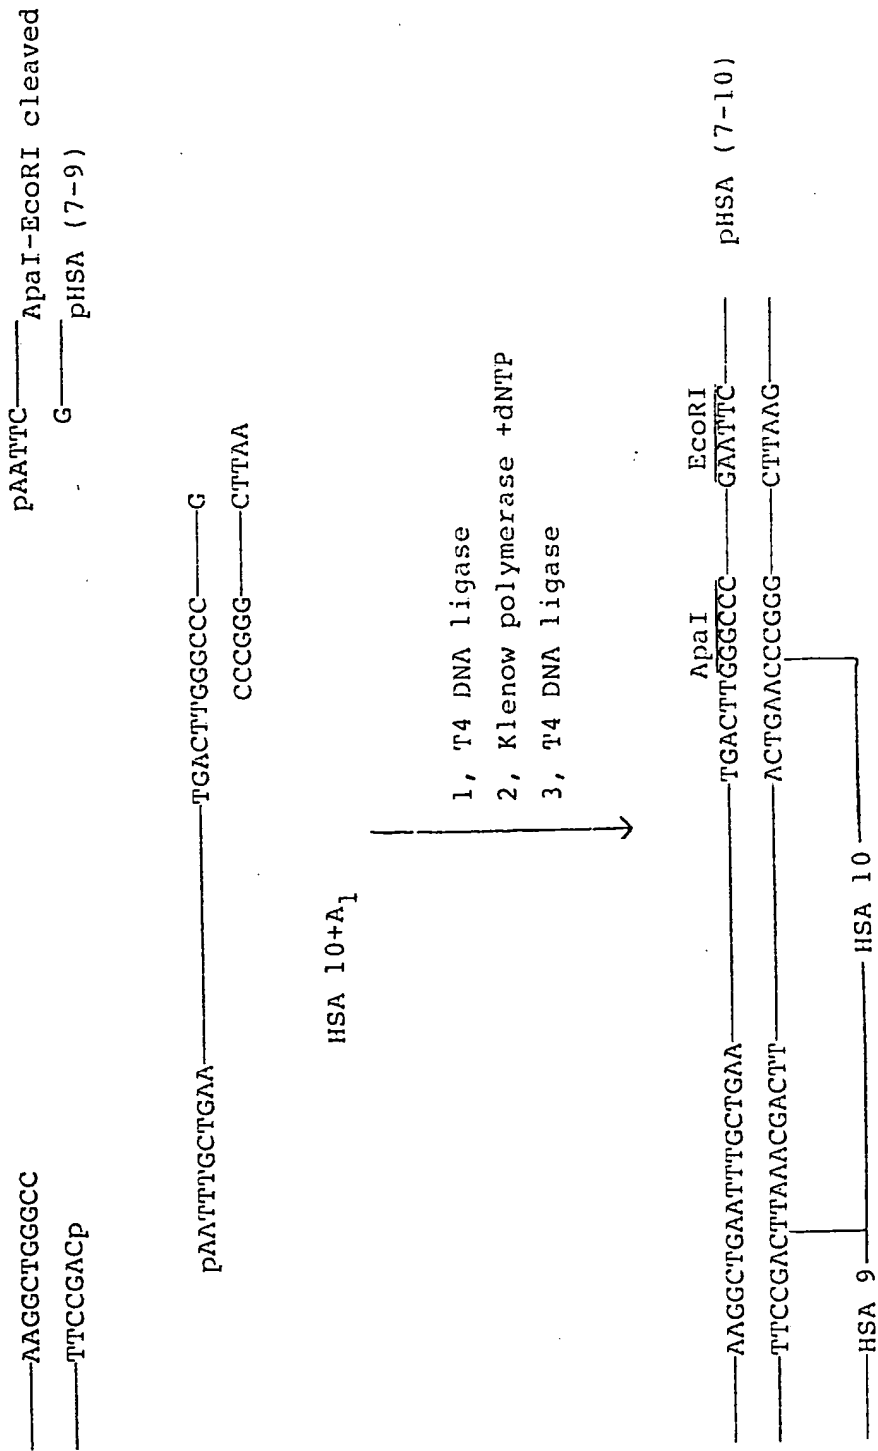 AAGGCTGGGCC
TTCCGACp
pAATTC
ApaI-EcoRI cleaved
G
pHSA (7-9)
pAATTTGCTGAA
TGACTTGGGCCC
G
CCCGGG
CTTAA
HSA 10+A1
1, T4 DNA ligase
2, Klenow polymerase +dNTP
3, T4 DNA ligase
ApaI
EcoRI
AAGGCTGAATTTGCTGAA
TGACTTGGGCCC
GAATTC
pHSA (7-10)
TTCCGACTTAAACGACTT
ACTGAACCCGGG
CTTAAG
HSA 9
HSA 10